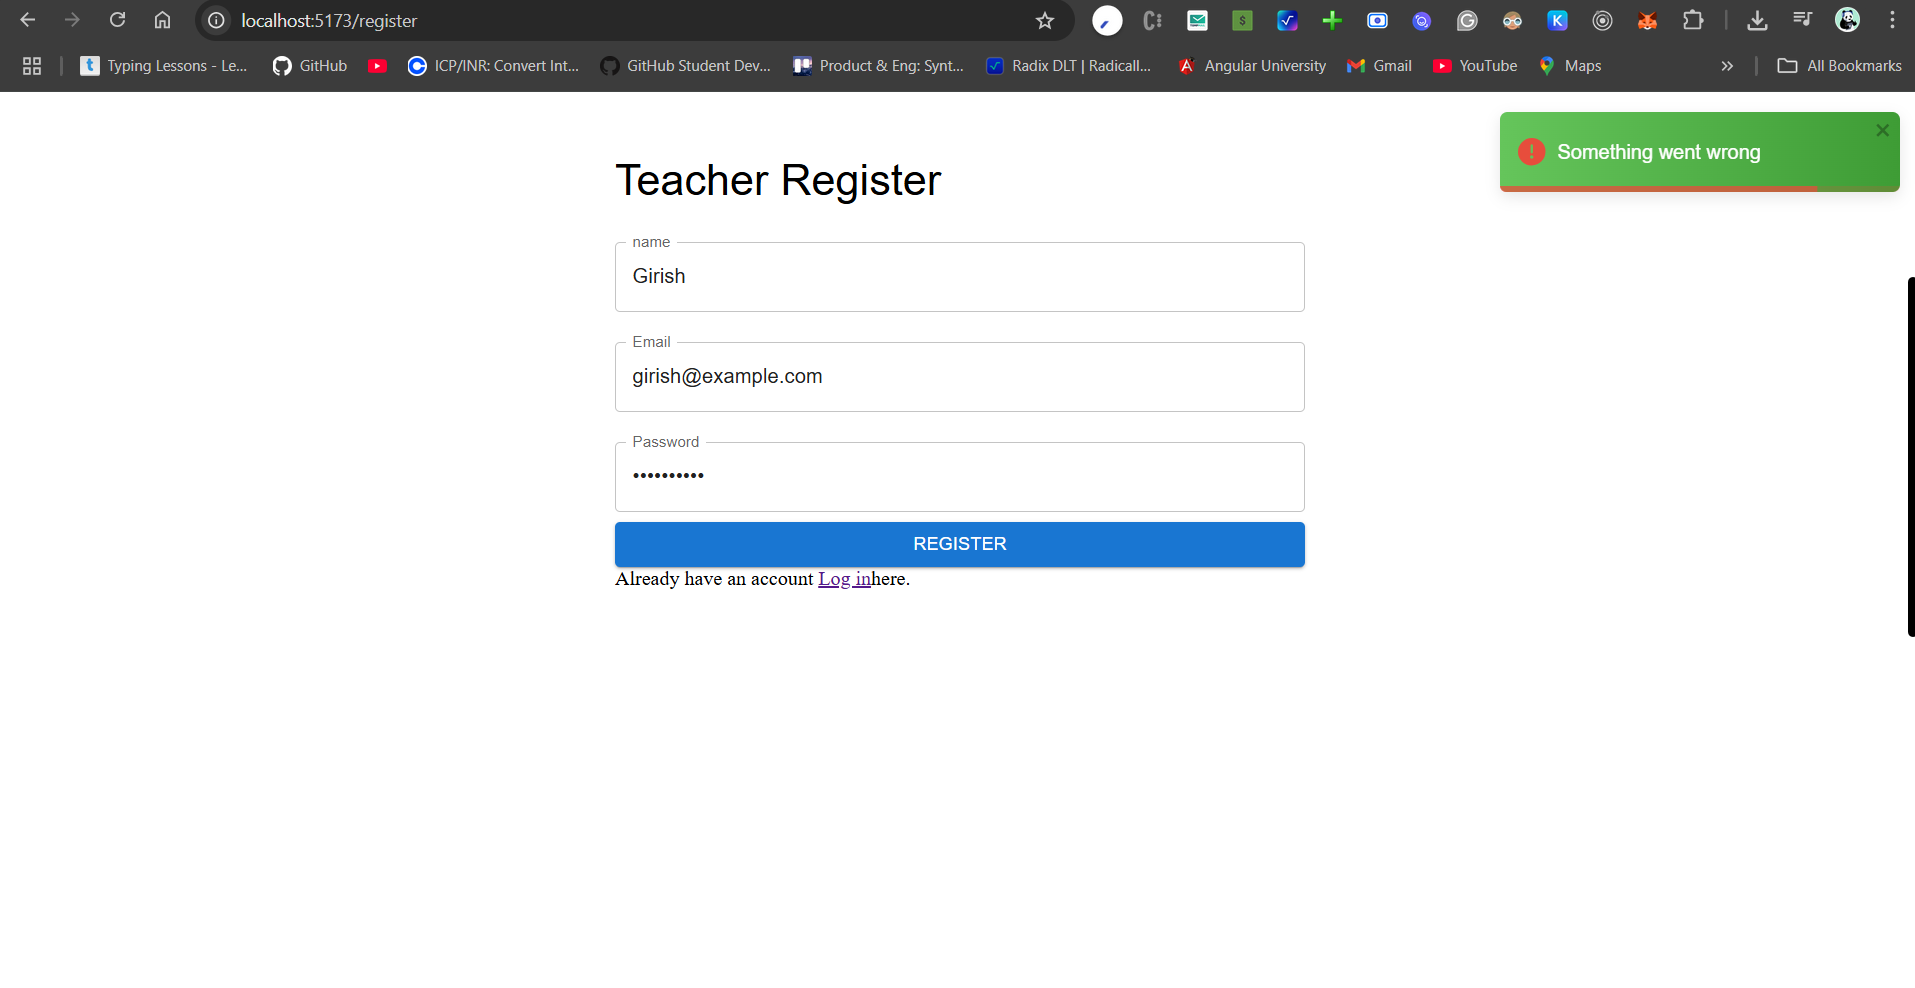 localhost:5173/register
Typing Lessons - Le...
GitHub
ICP/INR: Convert Int...
GitHub Student Dev...
Product & Eng: Synt...
Radix DLT | Radicall...
Angular University
Gmail
YouTube
Maps
All Bookmarks
Something went wrong
Teacher Register
name
Girish
Email
girish@example.com
Password
••••••••••
REGISTER
Already have an account Log inhere.